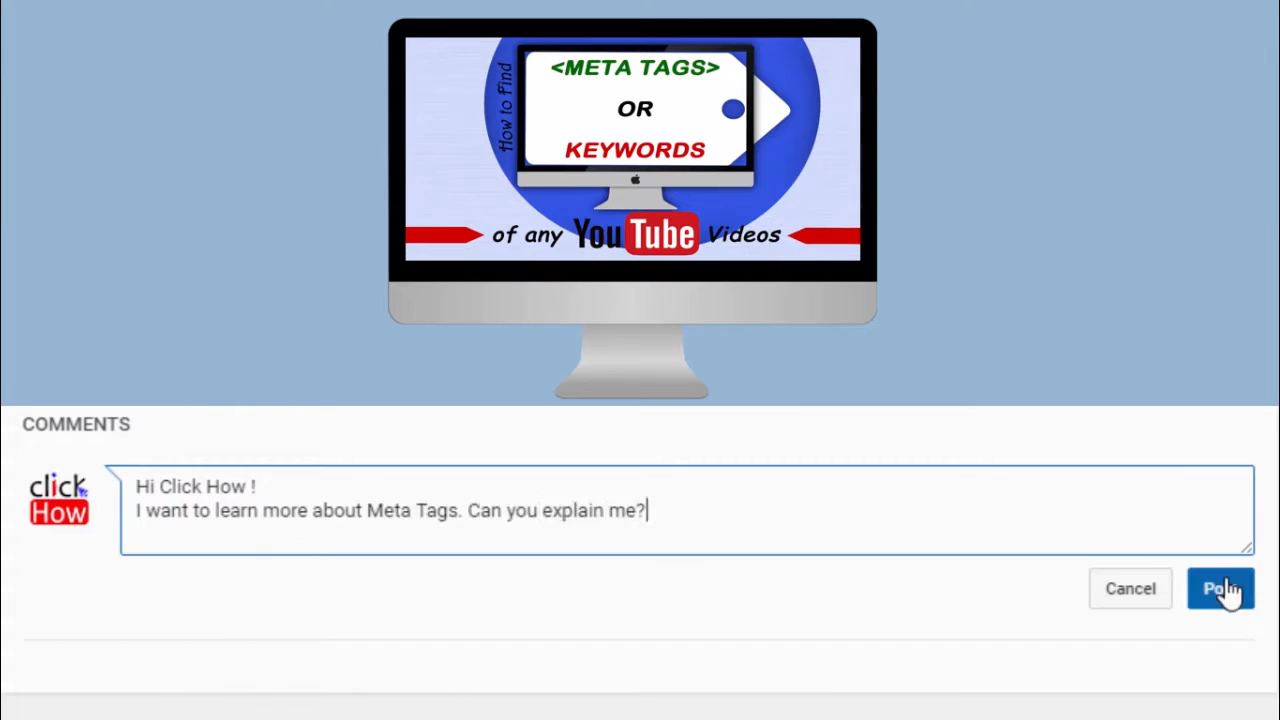 How to Find
<META TAGS>
OR
KEYWORDS
of any YouTube Videos
COMMENTS
click
How
Hi Click How !
I want to learn more about Meta Tags. Can you explain me?
Cancel